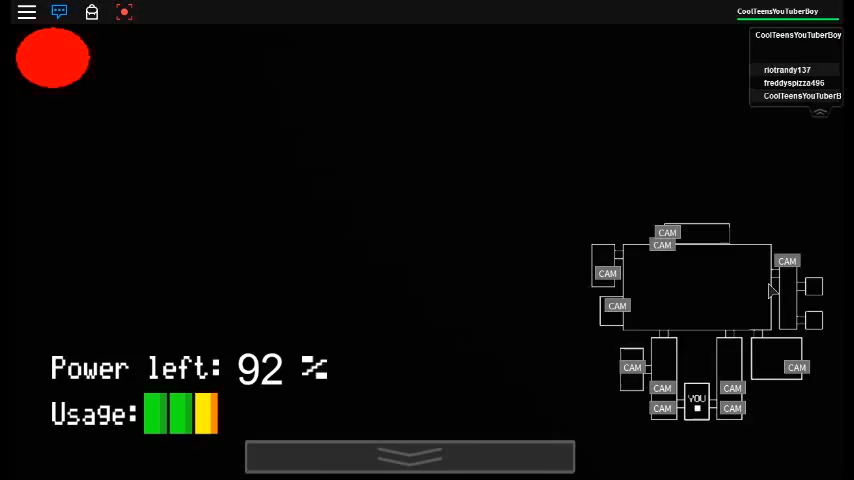 CoolTeensYouTuberBoy
CoolTeensYouTuberBoy
riotrandy137
freddyspizza496
CoolTeensYouTuberB
CAM
CAM
CAM
CAM
CAM
CAM
CAM
CAM
CAM
CAM
CAM
YOU
Power left: 92 %
Usage: